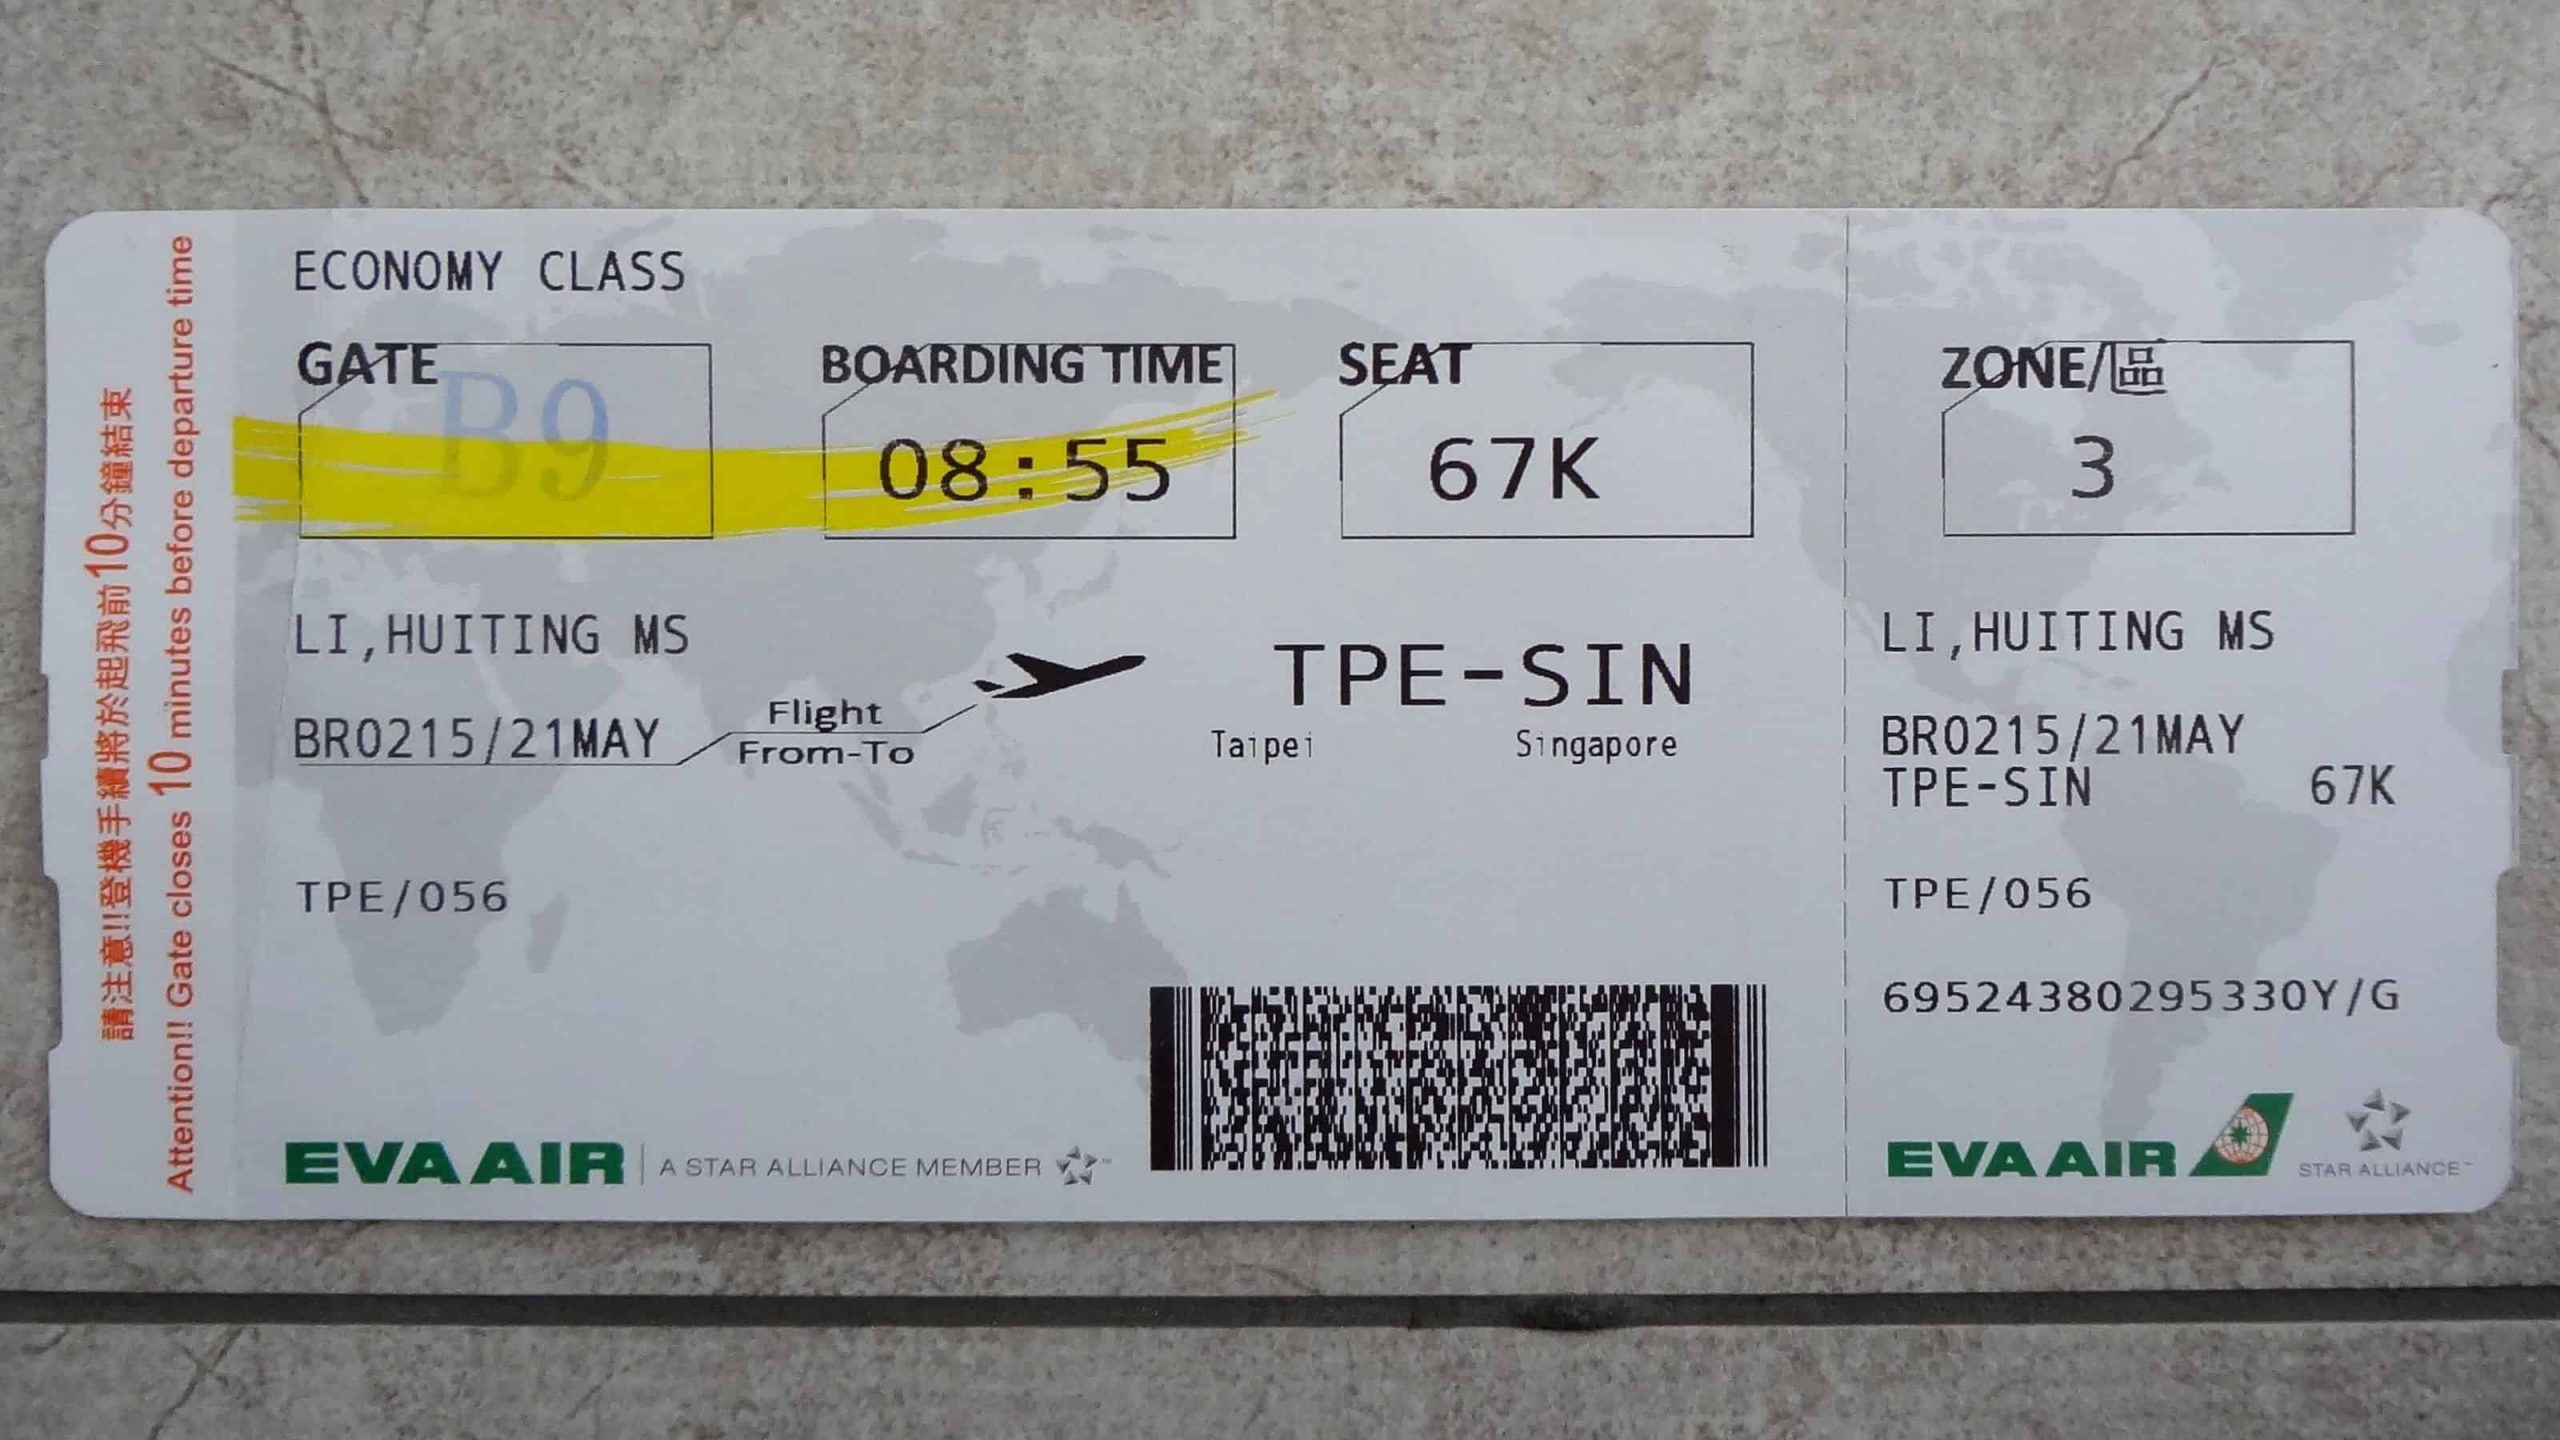 請注意!!登機手續將於起飛前10分鐘結束
Attention!! Gate closes 10 minutes before departure time
ECONOMY CLASS
GATE
B9
BOARDING TIME
08:55
SEAT
67K
LI,HUITING MS
BR0215/21MAY
Flight
From-To
TPE-SIN
Taipei Singapore
TPE/056
EVA AIR
A STAR ALLIANCE MEMBER
ZONE/區
3
LI,HUITING MS
BR0215/21MAY
TPE-SIN 67K
TPE/056
69524380295330Y/G
EVA AIR
STAR ALLIANCE